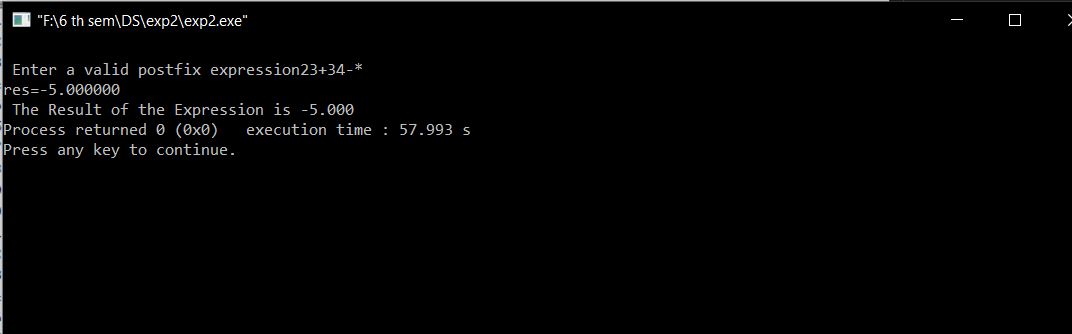 "F:\6 th sem\DS\exp2\exp2.exe"
Enter a valid postfix expression23+34-*
res=-5.000000
The Result of the Expression is -5.000
Process returned 0 (0x0)   execution time : 57.993 s
Press any key to continue.